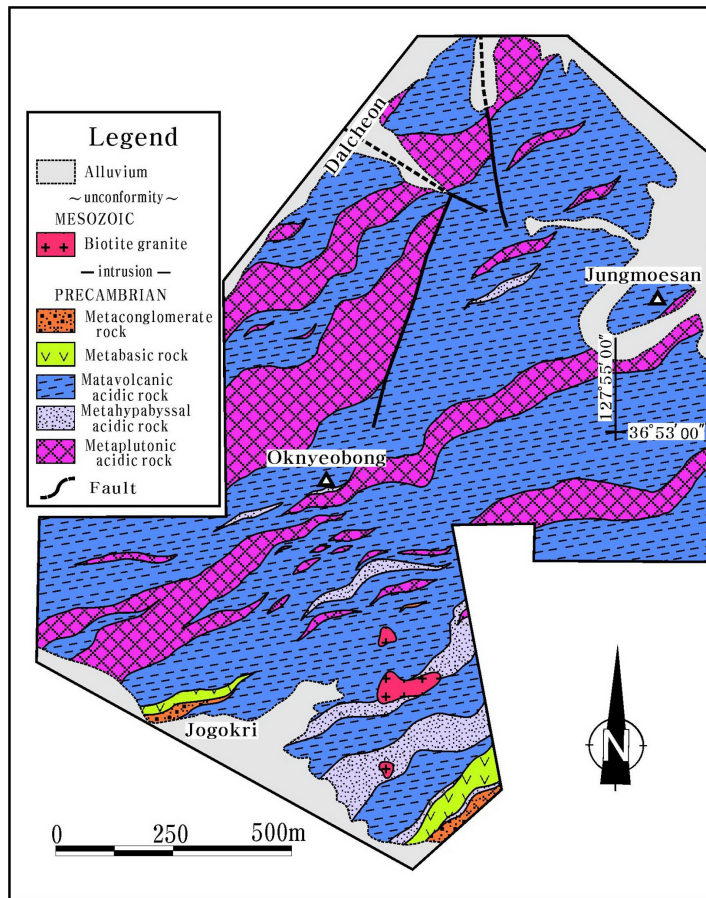 Legend
Alluvium
~unconformity~
MESOZOIC
Biotite granite
intrusion
PRECAMBRIAN
Metaconglomerate
rock
Metabasic rock
Matavolcanic
acidic rock
Metahypabyssal
acidic rock
Metaplutonic
acidic rock
Fault
Dalcheon
Jungmoesan
127°55′00″
36°53′00″
Oknyeobong
Jogokri
0 250 500m
N